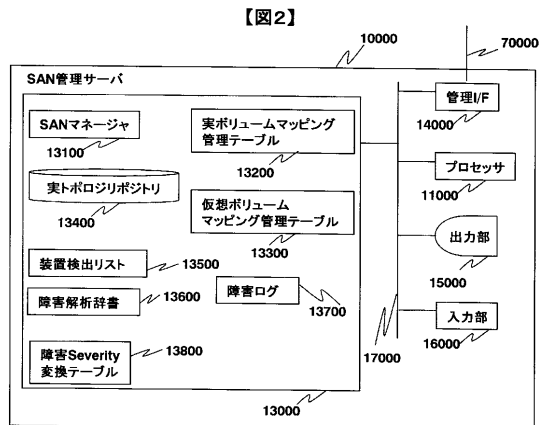 【図2】
10000
70000
SAN管理サーバ
SANマネージャ
13100
実ボリュームマッピング
管理テーブル
13200
管理I/F
14000
実トポロジリポジトリ
13400
仮想ボリューム
マッピング管理テーブル
13300
プロセッサ
11000
出力部
15000
装置検出リスト
13500
障害解析辞書
13600
障害ログ
13700
入力部
16000
17000
障害Severity
変換テーブル
13800
13000